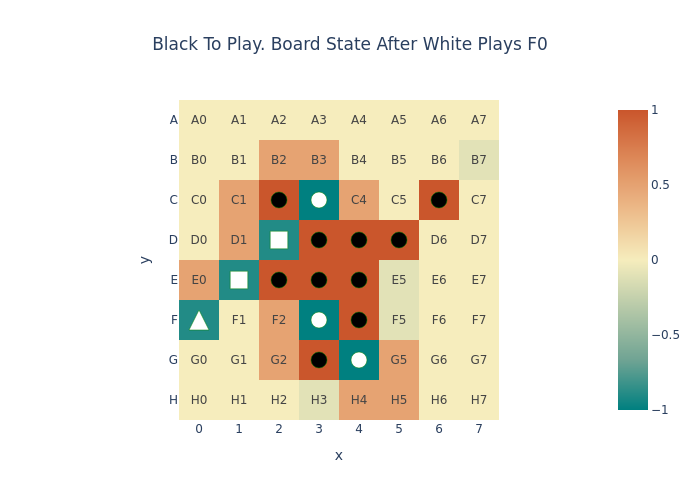 Black To Play. Board State After White Plays F0
A A0 A1 A2 A3 A4 A5 A6 A7
B B0 B1 B2 B3 B4 B5 B6 B7
C C0 C1 C4 C5 C7
D D0 D1 D6 D7
E E0 E5 E6 E7
F F1 F2 F5 F6 F7
G G0 G1 G2 G5 G6 G7
H H0 H1 H2 H3 H4 H5 H6 H7
0 1 2 3 4 5 6 7
x
y
1
0.5
0
−0.5
−1